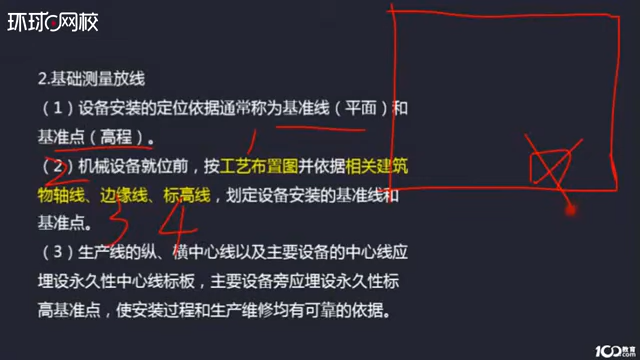 环球网校
2.基础测量放线
（1）设备安装的定位依据通常称为基准线（平面）和
基准点（高程）。
1
（2）机械设备就位前，按工艺布置图并依据相关建筑
2
物轴线、边缘线、标高线，划定设备安装的基准线和
3 4
基准点。
（3）生产线的纵、横中心线以及主要设备的中心线应
埋设永久性中心线标板，主要设备旁应埋设永久性标
高基准点，使安装过程和生产维修均有可靠的依据。
100教育
.com